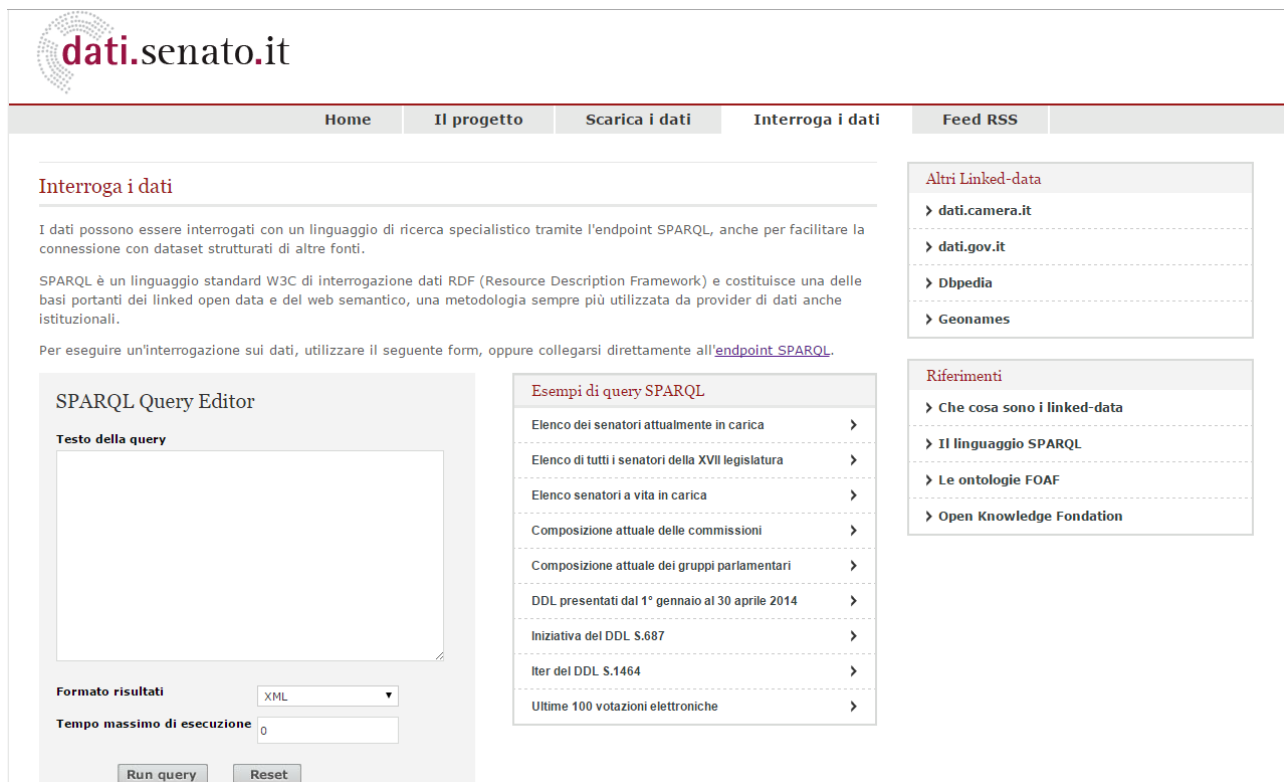 dati.senato.it
Home
Il progetto
Scarica i dati
Interroga i dati
Feed RSS
Interroga i dati
I dati possono essere interrogati con un linguaggio di ricerca specialistico tramite l'endpoint SPARQL, anche per facilitare la
connessione con dataset strutturati di altre fonti.
SPARQL è un linguaggio standard W3C di interrogazione dati RDF (Resource Description Framework) e costituisce una delle
basi portanti dei linked open data e del web semantico, una metodologia sempre più utilizzata da provider di dati anche
istituzionali.
Per eseguire un'interrogazione sui dati, utilizzare il seguente form, oppure collegarsi direttamente all'endpoint SPARQL.
SPARQL Query Editor
Testo della query
Formato risultati
XML
Tempo massimo di esecuzione
0
Run query
Reset
Esempi di query SPARQL
Elenco dei senatori attualmente in carica
Elenco di tutti i senatori della XVII legislatura
Elenco senatori a vita in carica
Composizione attuale delle commissioni
Composizione attuale dei gruppi parlamentari
DDL presentati dal 1° gennaio al 30 aprile 2014
Iniziativa del DDL S.687
Iter del DDL S.1464
Ultime 100 votazioni elettroniche
Altri Linked-data
dati.camera.it
dati.gov.it
Dbpedia
Geonames
Riferimenti
Che cosa sono i linked-data
Il linguaggio SPARQL
Le ontologie FOAF
Open Knowledge Fondation